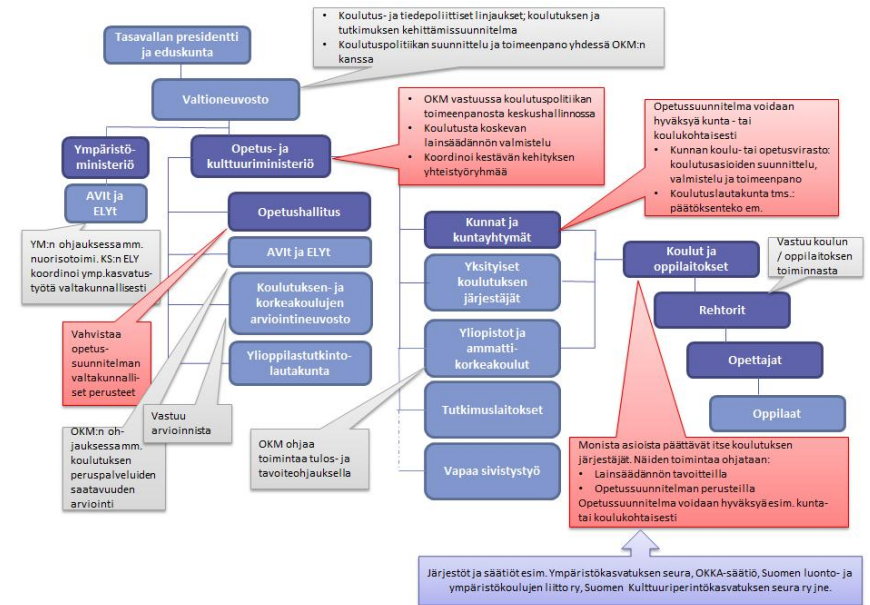 Tasavallan presidentti
ja eduskunta
• Koulutus- ja tiedepoliittiset linjaukset; koulutuksen ja
tutkimuksen kehittämissuunnitelma
• Koulutuspolitiikan suunnittelu ja toimeenpano yhdessä OKM:n
kanssa
Valtioneuvosto
Ympäristö-
ministeriö
Opetus- ja
kulttuuriministeriö
• OKM vastuussa koulutuspolitiikan
toimeenpanosta keskushallinnossa
• Koulutusta koskevan
lainsäädännön valmistelu
• Koordinoi kestävän kehityksen
yhteistyöryhmää
Opetussuunnitelma voidaan
hyväksyä kunta- tai
koulukohtaisesti
• Kunnan koulu- tai opetusvirasto:
koulutusasioiden suunnittelu,
valmistelu ja toimeenpano
• Koulutuslautakunta tms.:
päätöksenteko em.
AVIt ja
ELYt
YM:n ohjauksessa mm.
nuorisotoimi. KS:n ELY
koordinoi ymp.kasvatus-
työtä valtakunnallisesti
Opetushallitus
AVIt ja ELYt
Koulutuksen- ja
korkeakoulujen
arviointineuvosto
Ylioppilastutkinto-
lautakunta
Kunnat ja
kuntayhtymät
Yksityiset
koulutuksen
järjestäjät
Yliopistot ja
ammatti-
korkeakoulut
Tutkimuslaitokset
Vapaa sivistystyö
Koulut ja
oppilaitokset
Vastuu koulun
/ oppilaitoksen
toiminnasta
Rehtorit
Opettajat
Oppilaat
Vahvistaa
opetus-
suunnitelman
valtakunnalli-
set perusteet
OKM:n oh-
jauksessa mm.
koulutuksen
peruspalveluiden
saatavuuden
arviointi
Vastuu
arvioinnista
OKM ohjaa
toimintaa tulos- ja
tavoiteohjauksella
Monista asioista päättävät itse koulutuksen
järjestäjät. Näiden toimintaa ohjataan:
• Lainsäädännön tavoitteilla
• Opetussuunnitelman perusteilla
Opetussuunnitelma voidaan hyväksyä esim. kunta-
tai koulukohtaisesti
Järjestöt ja säätiöt esim. Ympäristökasvatuksen seura, OKKA-säätiö, Suomen luonto- ja
ympäristökoulujen liitto ry, Suomen Kulttuuriperintökasvatuksen seura ry jne.